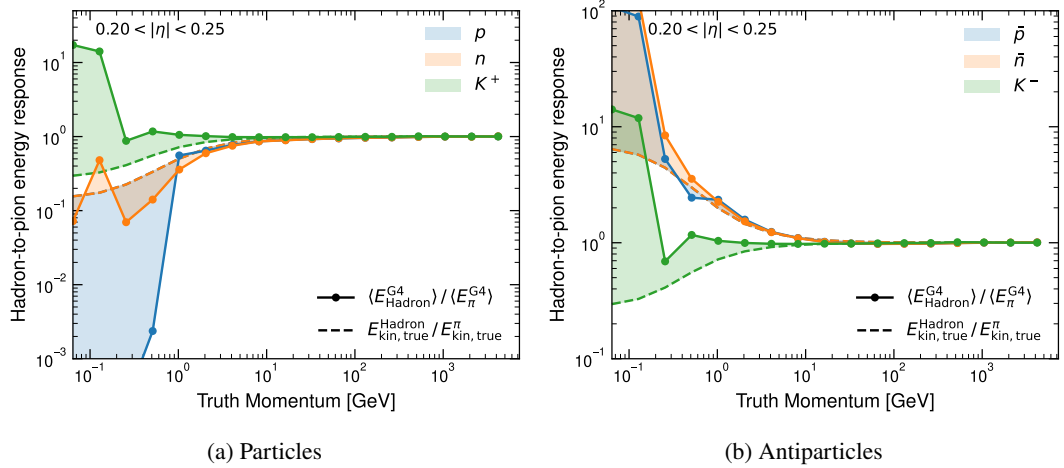 0.20 < |η| < 0.25
p
n
K⁺
⟨E^G4_Hadron⟩ / ⟨E^G4_π⟩
E^Hadron_kin, true / E^π_kin, true
Hadron-to-pion energy response
10¹
10⁰
10⁻¹
10⁻²
10⁻³
10⁻¹ 10⁰ 10¹ 10² 10³
Truth Momentum [GeV]
(a) Particles
0.20 < |η| < 0.25
p̄
n̄
K⁻
⟨E^G4_Hadron⟩ / ⟨E^G4_π⟩
E^Hadron_kin, true / E^π_kin, true
Hadron-to-pion energy response
10²
10¹
10⁰
10⁻¹
10⁻¹ 10⁰ 10¹ 10² 10³
Truth Momentum [GeV]
(b) Antiparticles